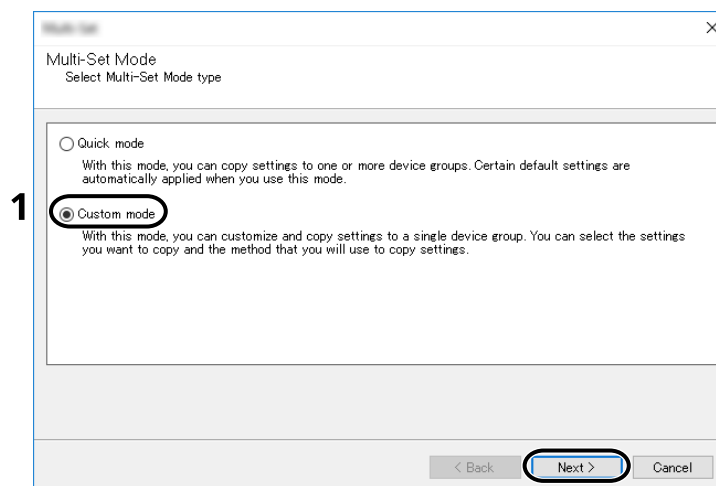 Multi-Set Mode
Select Multi-Set Mode type
Quick mode
With this mode, you can copy settings to one or more device groups. Certain default settings are
automatically applied when you use this mode.
1
Custom mode
With this mode, you can customize and copy settings to a single device group. You can select the settings
you want to copy and the method that you will use to copy settings.
< Back
Next >
Cancel